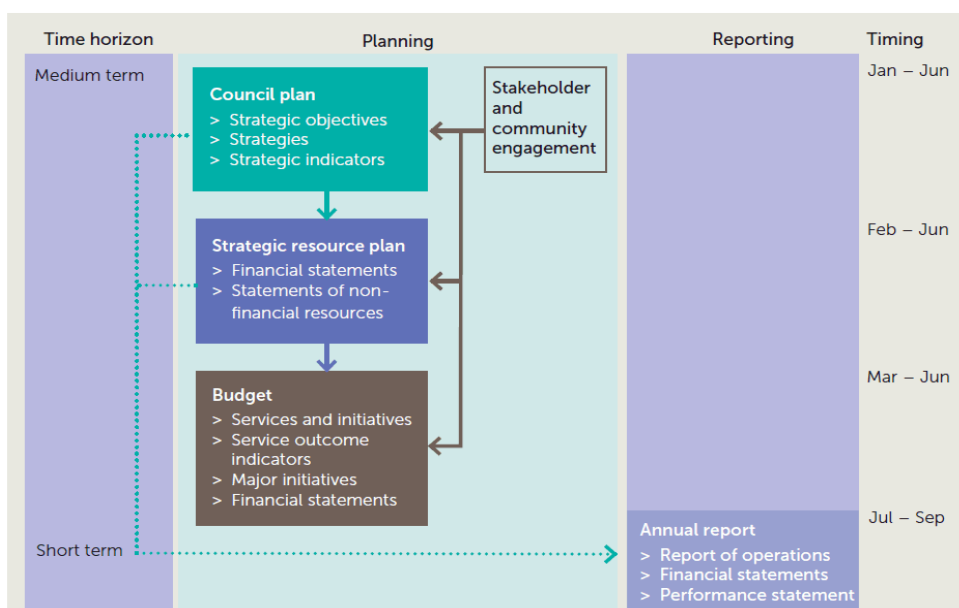 Time horizon
Planning
Reporting
Timing
Medium term
Jan – Jun
Council plan
> Strategic objectives
> Strategies
> Strategic indicators
Stakeholder
and
community
engagement
Feb – Jun
Strategic resource plan
> Financial statements
> Statements of non-
financial resources
Mar – Jun
Budget
> Services and initiatives
> Service outcome
indicators
> Major initiatives
> Financial statements
Jul – Sep
Short term
Annual report
> Report of operations
> Financial statements
> Performance statement